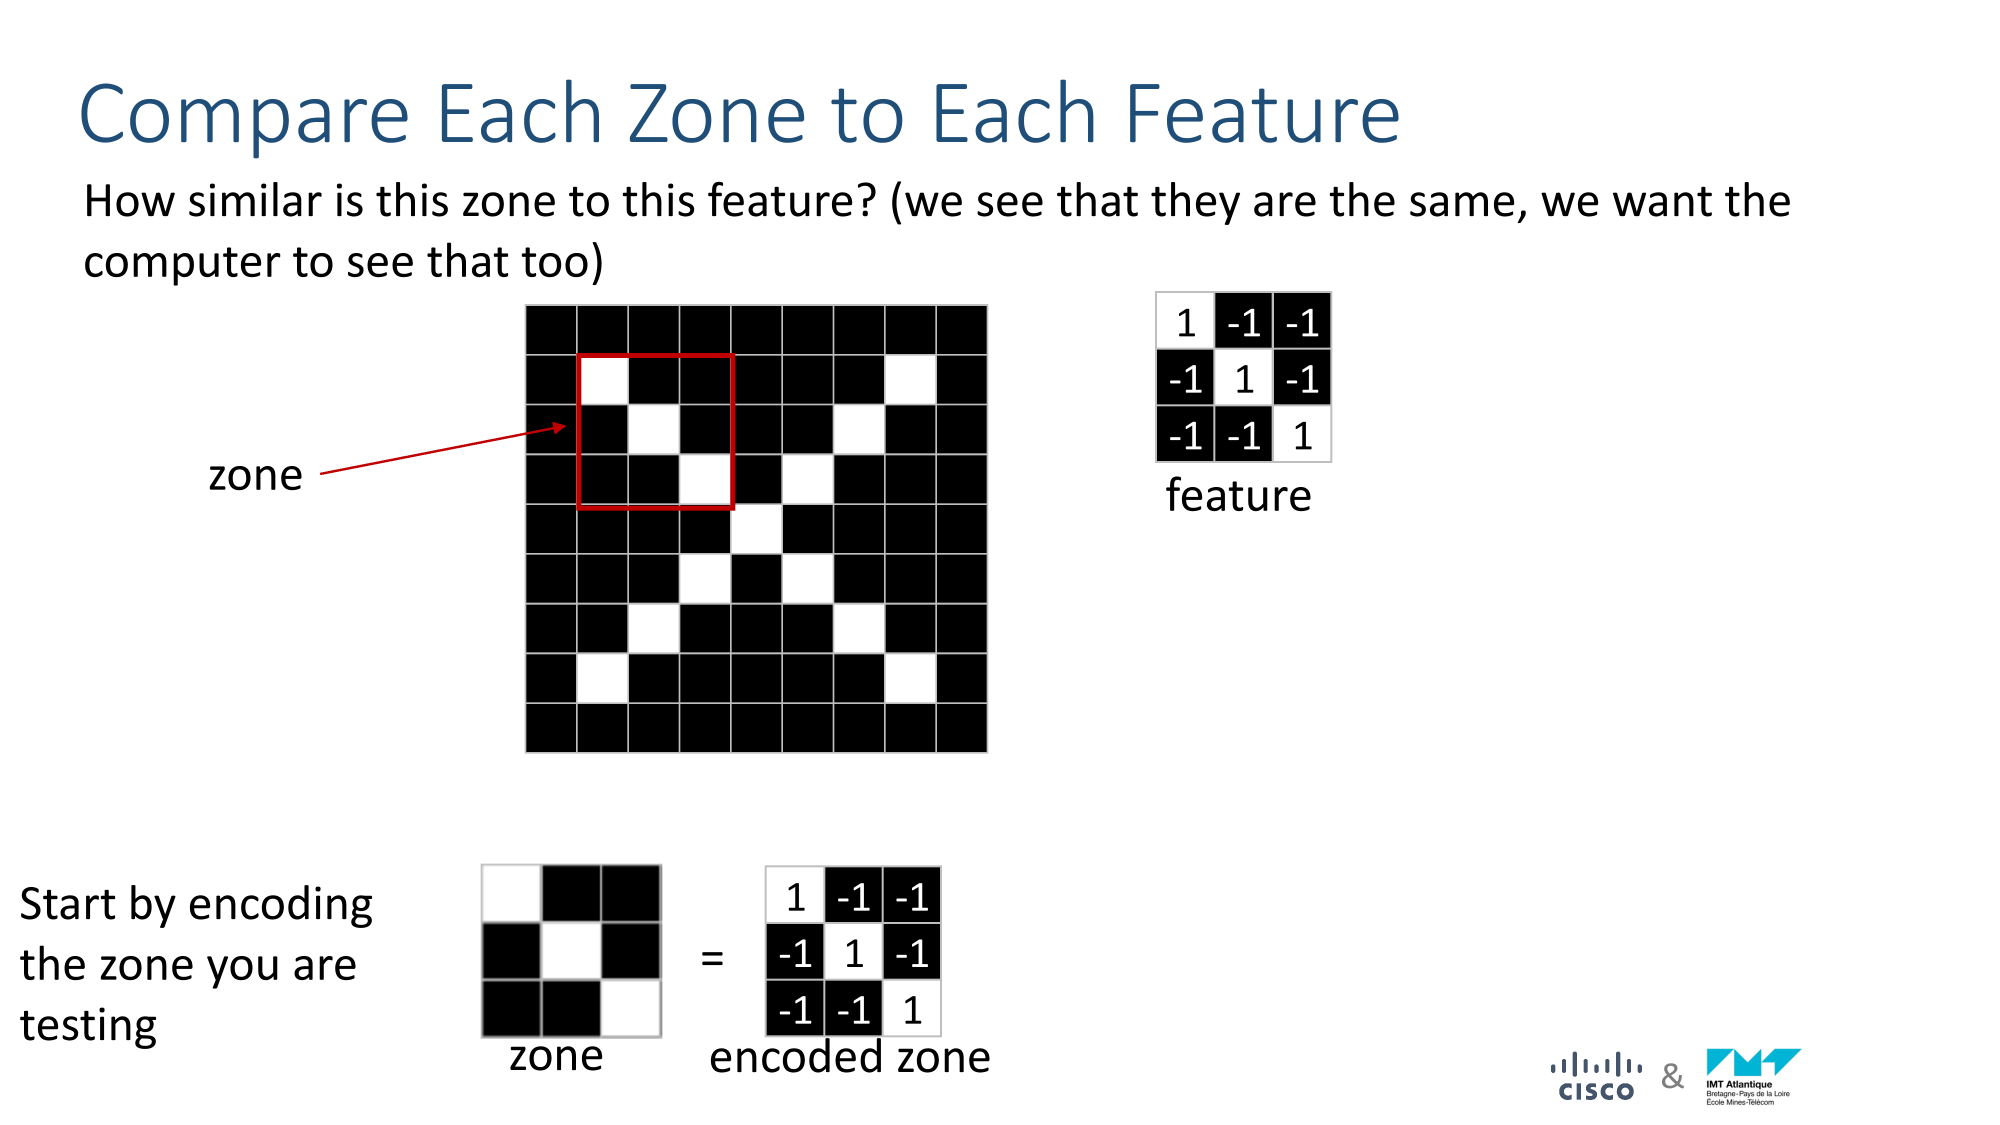 Compare Each Zone to Each Feature
How similar is this zone to this feature? (we see that they are the same, we want the
computer to see that too)
zone
1 -1 -1
-1 1 -1
-1 -1 1
feature
Start by encoding
the zone you are
testing
zone
=
1 -1 -1
-1 1 -1
-1 -1 1
encoded zone
CISCO
&
IMT Atlantique
Bretagne-Pays de la Loire
École Mines-Télécom